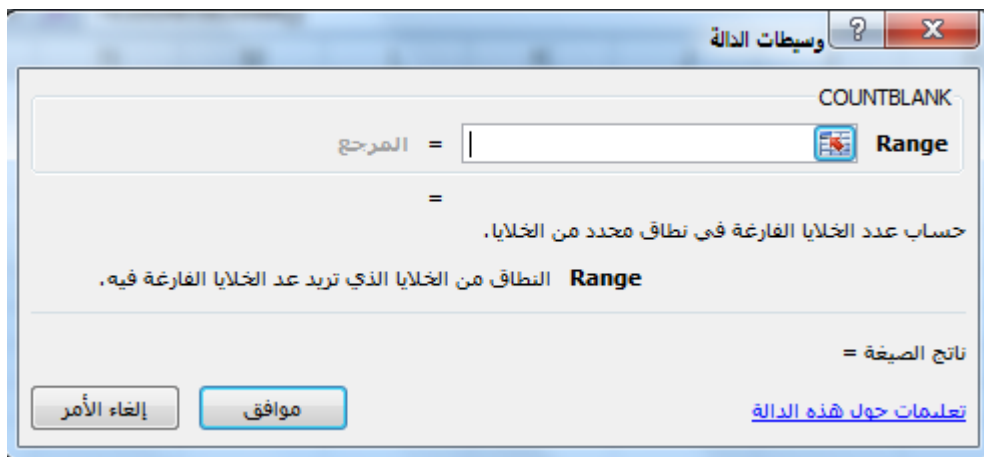 وسيطات الدالة
COUNTBLANK
Range = المرجع
=
حساب عدد الخلايا الفارغة في نطاق محدد من الخلايا.
Range النطاق من الخلايا الذي تريد عد الخلايا الفارغة فيه.
ناتج الصيغة =
تعليمات حول هذه الدالة موافق إلغاء الأمر